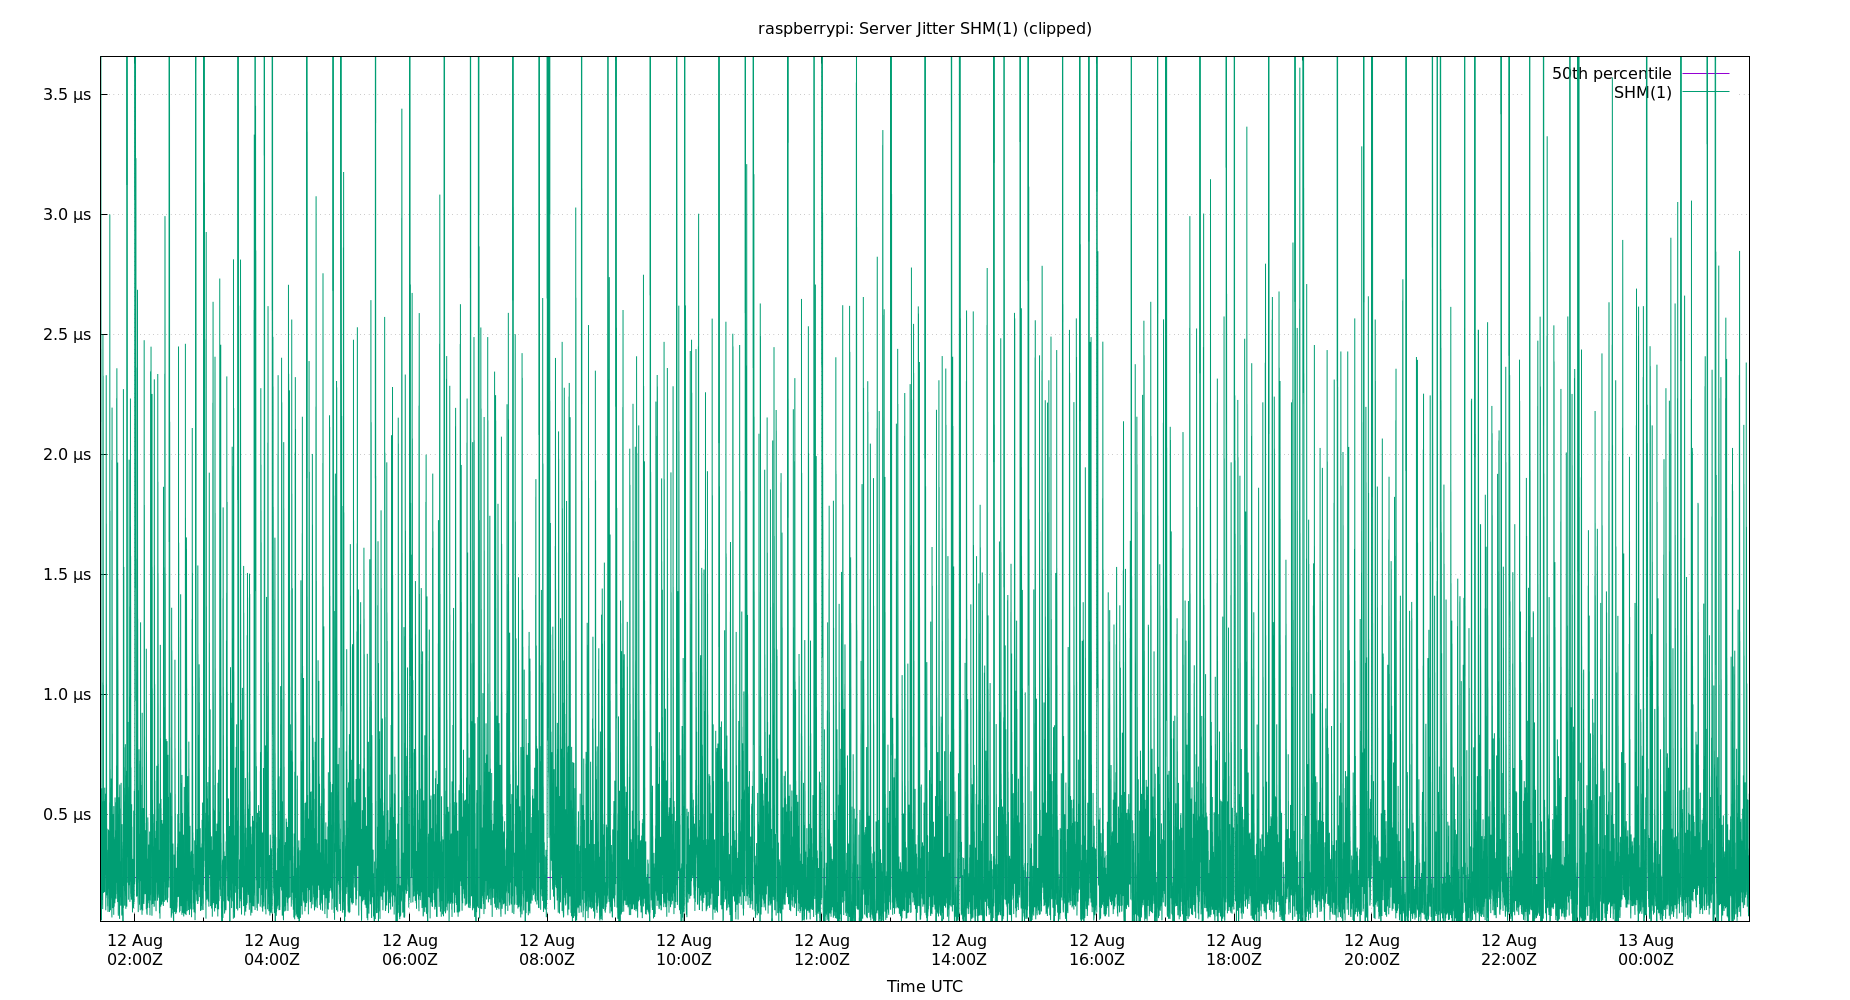 raspberrypi: Server Jitter SHM(1) (clipped)
50th percentile
SHM(1)
3.5 μs
3.0 μs
2.5 μs
2.0 μs
1.5 μs
1.0 μs
0.5 μs
12 Aug 12 Aug 12 Aug 12 Aug 12 Aug 12 Aug 12 Aug 12 Aug 12 Aug 12 Aug 12 Aug 13 Aug
02:00Z 04:00Z 06:00Z 08:00Z 10:00Z 12:00Z 14:00Z 16:00Z 18:00Z 20:00Z 22:00Z 00:00Z
Time UTC